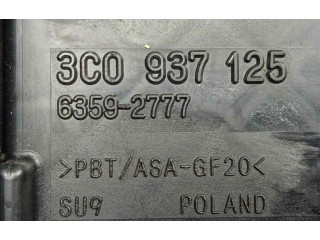 3C0 937 125
6359-2777
>PBT/ASA-GF20<
SU9 POLAND